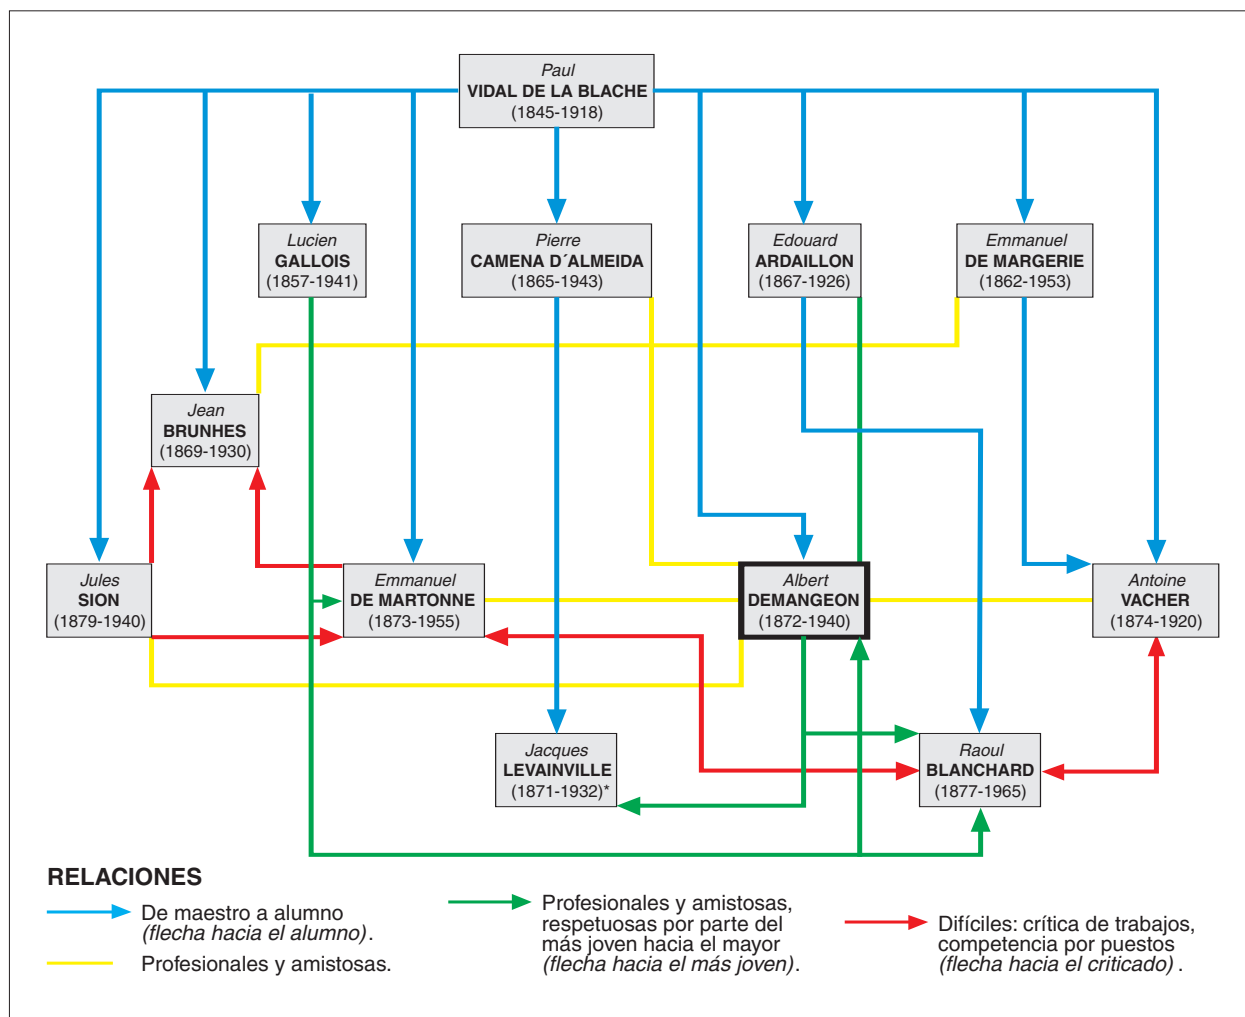 Paul
VIDAL DE LA BLACHE
(1845-1918)
Lucien
GALLOIS
(1857-1941)
Pierre
CAMENA D´ALMEIDA
(1865-1943)
Edouard
ARDAILLON
(1867-1926)
Emmanuel
DE MARGERIE
(1862-1953)
Jean
BRUNHES
(1869-1930)
Jules
SION
(1879-1940)
Emmanuel
DE MARTONNE
(1873-1955)
Albert
DEMANGEON
(1872-1940)
Antoine
VACHER
(1874-1920)
Jacques
LEVAINVILLE
(1871-1932)*
Raoul
BLANCHARD
(1877-1965)
RELACIONES
De maestro a alumno
(flecha hacia el alumno).
Profesionales y amistosas.
Profesionales y amistosas,
respetuosas por parte del
más joven hacia el mayor
(flecha hacia el más joven).
Difíciles: crítica de trabajos,
competencia por puestos
(flecha hacia el criticado) .